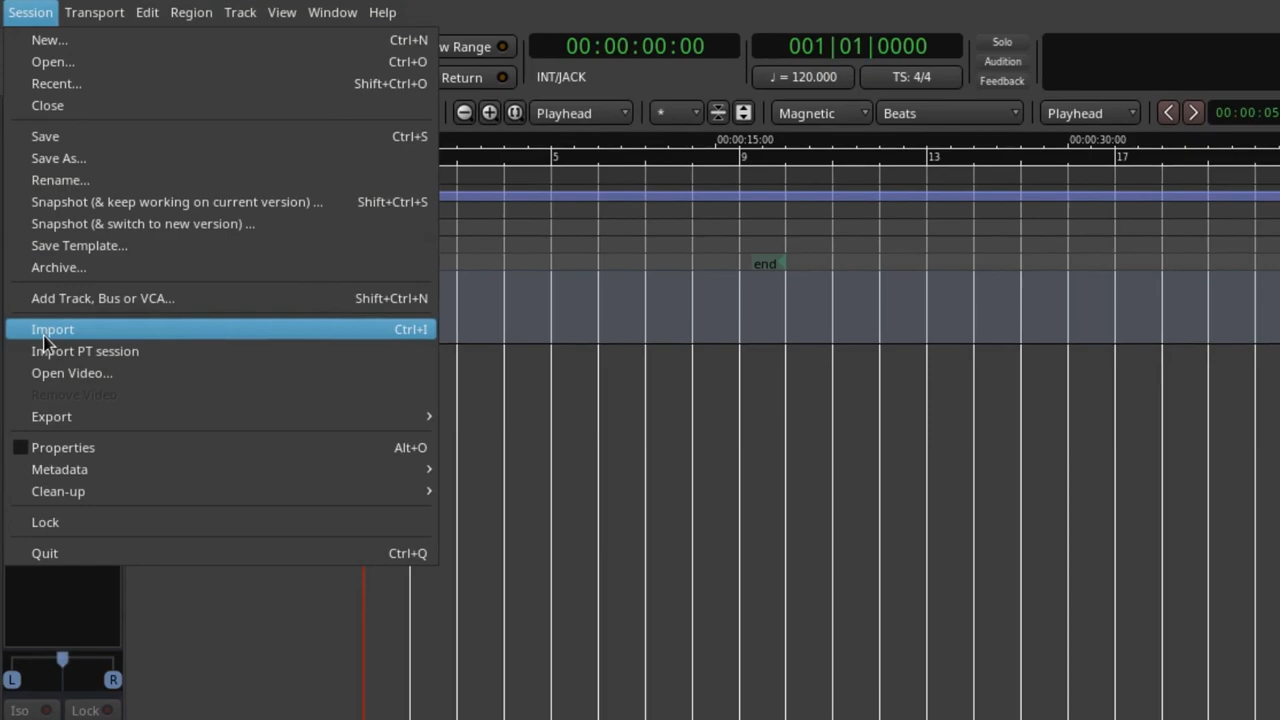 Session Transport Edit Region Track View Window Help
New... Ctrl+N
Open... Ctrl+O
Recent... Shift+Ctrl+O
Close
Save Ctrl+S
Save As...
Rename...
Snapshot (& keep working on current version) ... Shift+Ctrl+S
Snapshot (& switch to new version) ...
Save Template...
Archive...
Add Track, Bus or VCA... Shift+Ctrl+N
Import Ctrl+I
Import PT session
Open Video...
Remove Video
Export
Properties Alt+O
Metadata
Clean-up
Lock
Quit Ctrl+Q
w Range 00:00:00:00 001|01|0000 Solo
Return INT/JACK ♩ = 120.000 TS: 4/4 Audition
Feedback
Playhead * Magnetic Beats Playhead 00:00:05
00:00:15:00 00:00:30:00
5 9 13 17
end
L R
Iso Lock